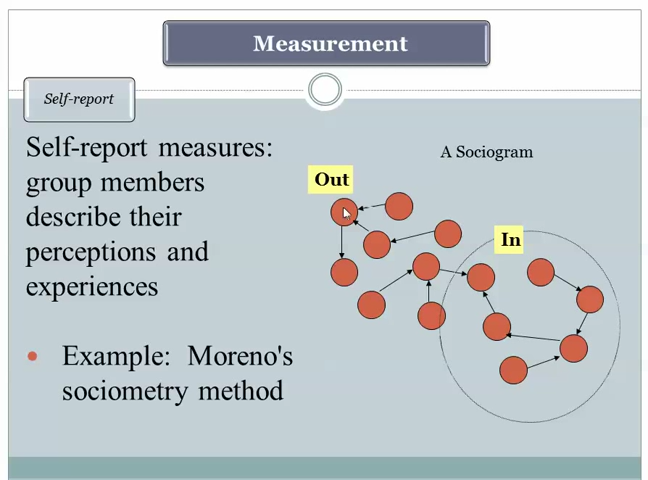 Measurement
Self-report
Self-report measures:
group members
describe their
perceptions and
experiences
• Example: Moreno's
sociometry method
A Sociogram
Out
In